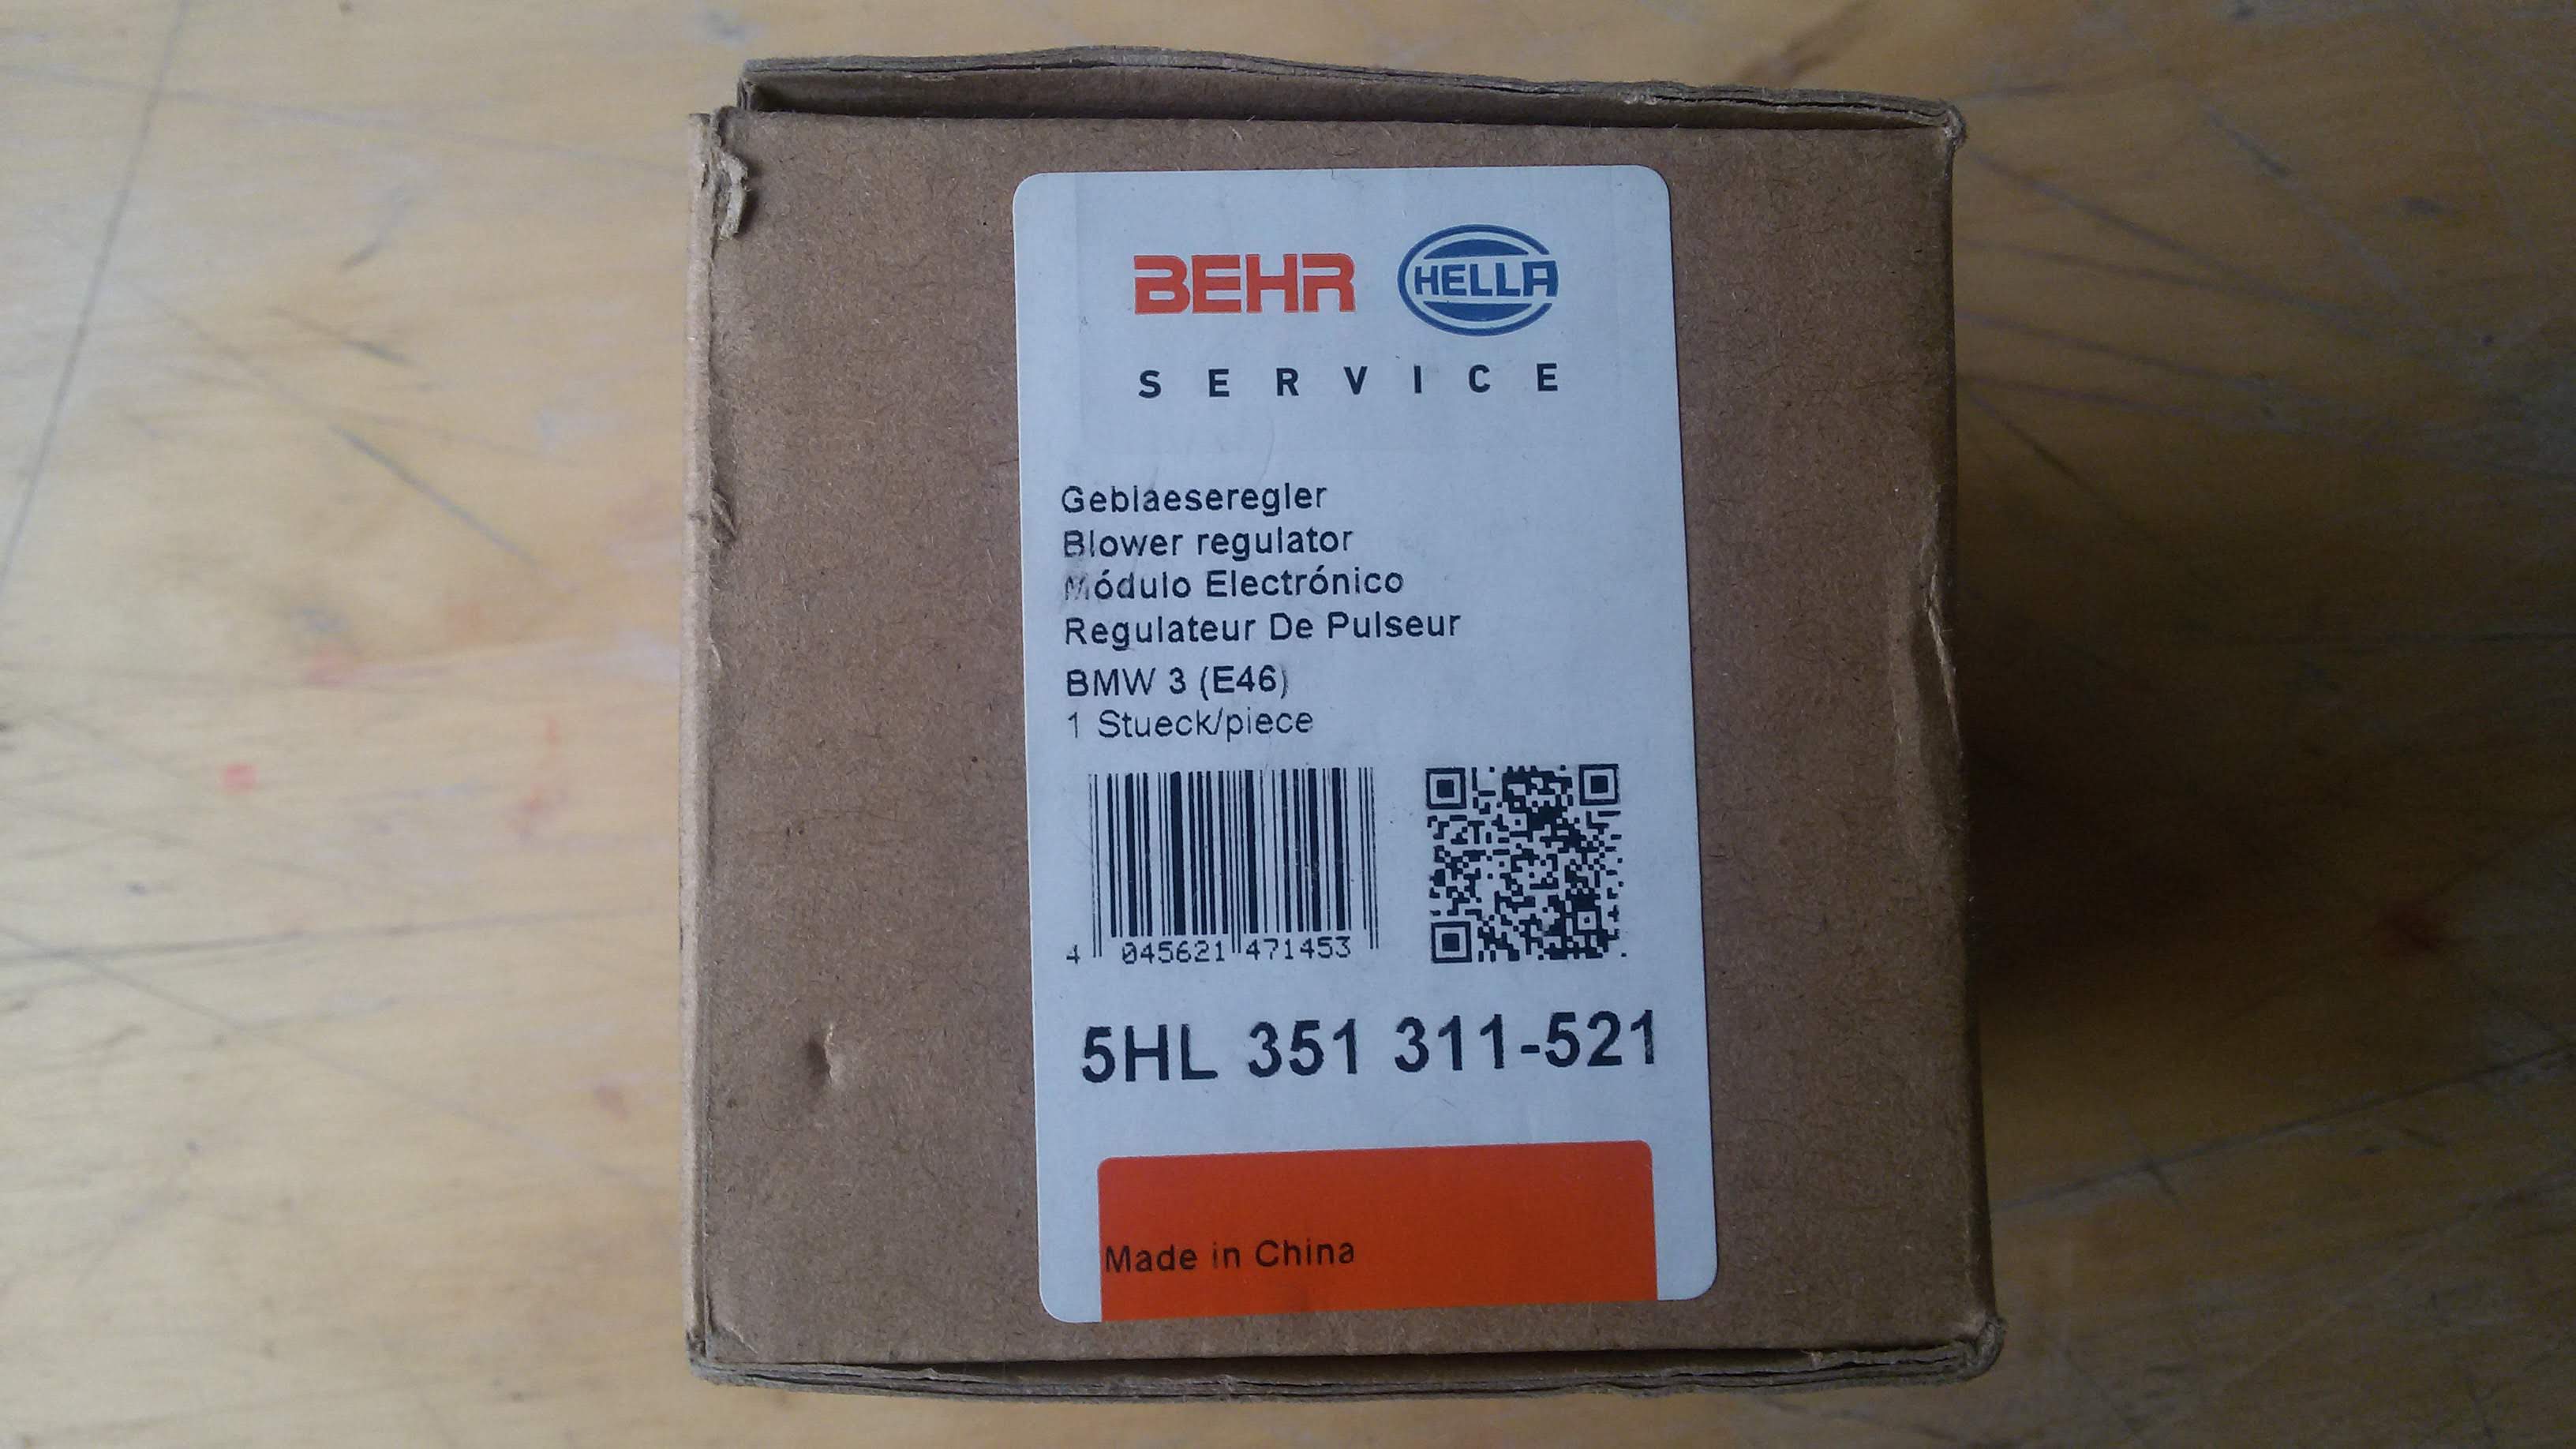 BEHR HELLA
SERVICE
Geblaeseregler
Blower regulator
Módulo Electrónico
Regulateur De Pulseur
BMW 3 (E46)
1 Stueck/piece
4 045621 471453
5HL 351 311-521
Made in China